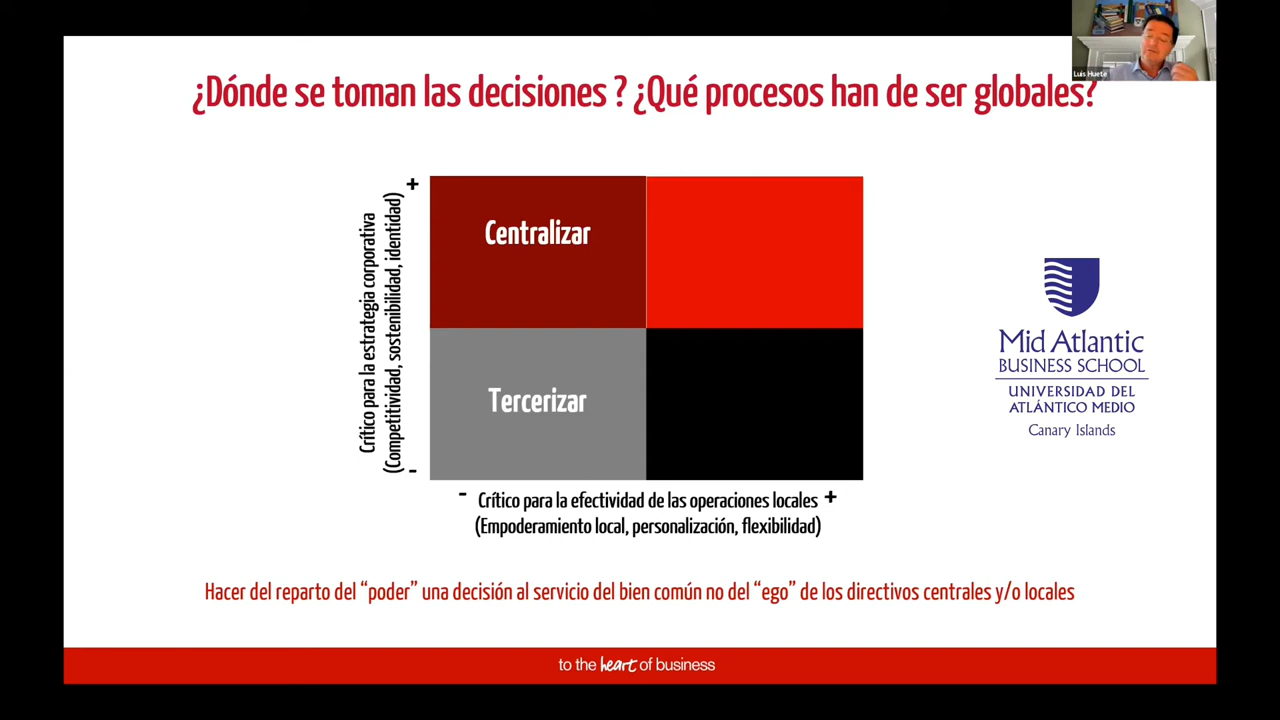 Luis Huete
¿Dónde se toman las decisiones ? ¿Qué procesos han de ser globales?
+
Crítico para la estrategia corporativa
(Competitividad, sostenibilidad, identidad)
-
Centralizar
Tercerizar
- Crítico para la efectividad de las operaciones locales +
(Empoderamiento local, personalización, flexibilidad)
Mid Atlantic
BUSINESS SCHOOL
UNIVERSIDAD DEL
ATLÁNTICO MEDIO
Canary Islands
Hacer del reparto del “poder” una decisión al servicio del bien común no del “ego” de los directivos centrales y/o locales
to the heart of business